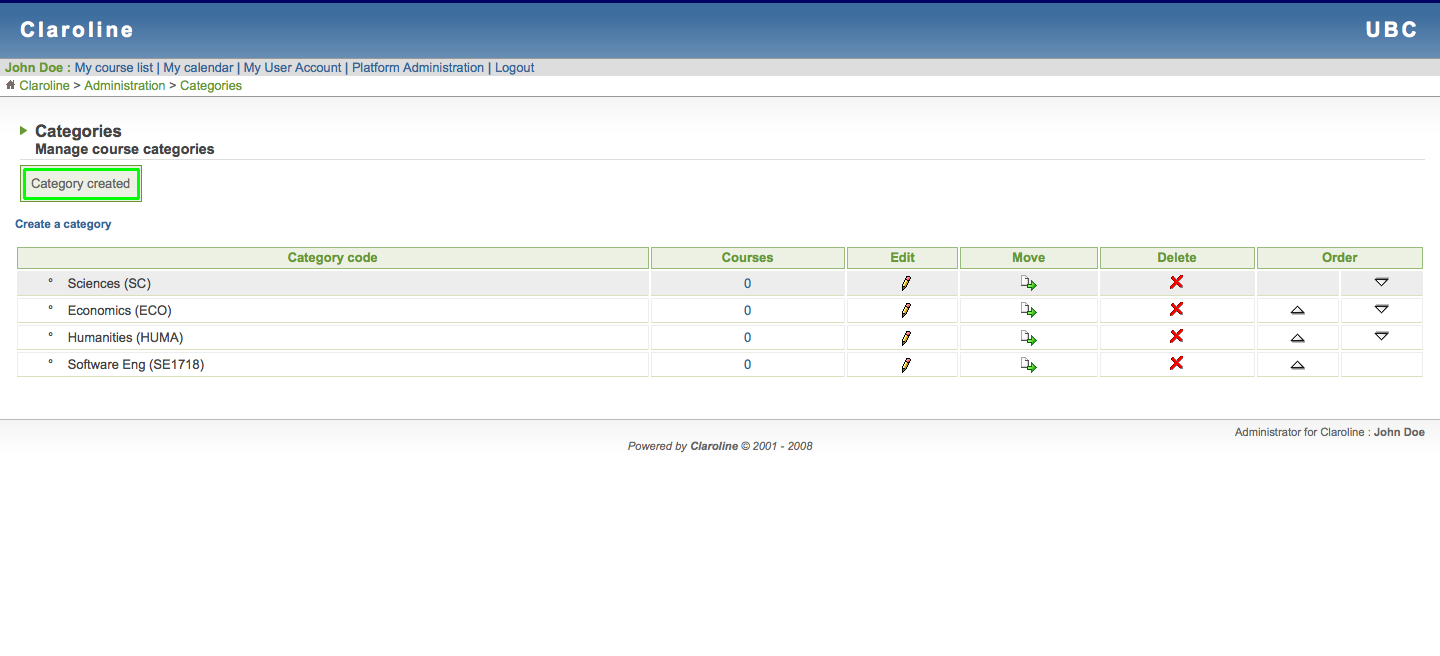 Claroline UBC
John Doe : My course list | My calendar | My User Account | Platform Administration | Logout
Claroline > Administration > Categories
Categories
Manage course categories
Category created
Create a category
Category code Courses Edit Move Delete Order
° Sciences (SC) 0
° Economics (ECO) 0
° Humanities (HUMA) 0
° Software Eng (SE1718) 0
Administrator for Claroline : John Doe
Powered by Claroline © 2001 - 2008